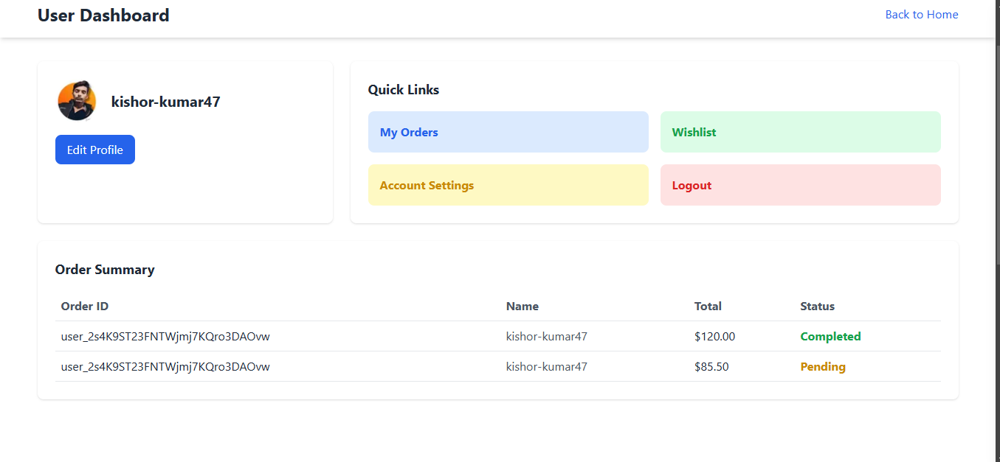 User Dashboard
Back to Home
kishor-kumar47
Edit Profile
Quick Links
My Orders
Wishlist
Account Settings
Logout
Order Summary
Order ID Name Total Status
user_2s4K9ST23FNTWjmj7KQro3DAOvw kishor-kumar47 $120.00 Completed
user_2s4K9ST23FNTWjmj7KQro3DAOvw kishor-kumar47 $85.50 Pending